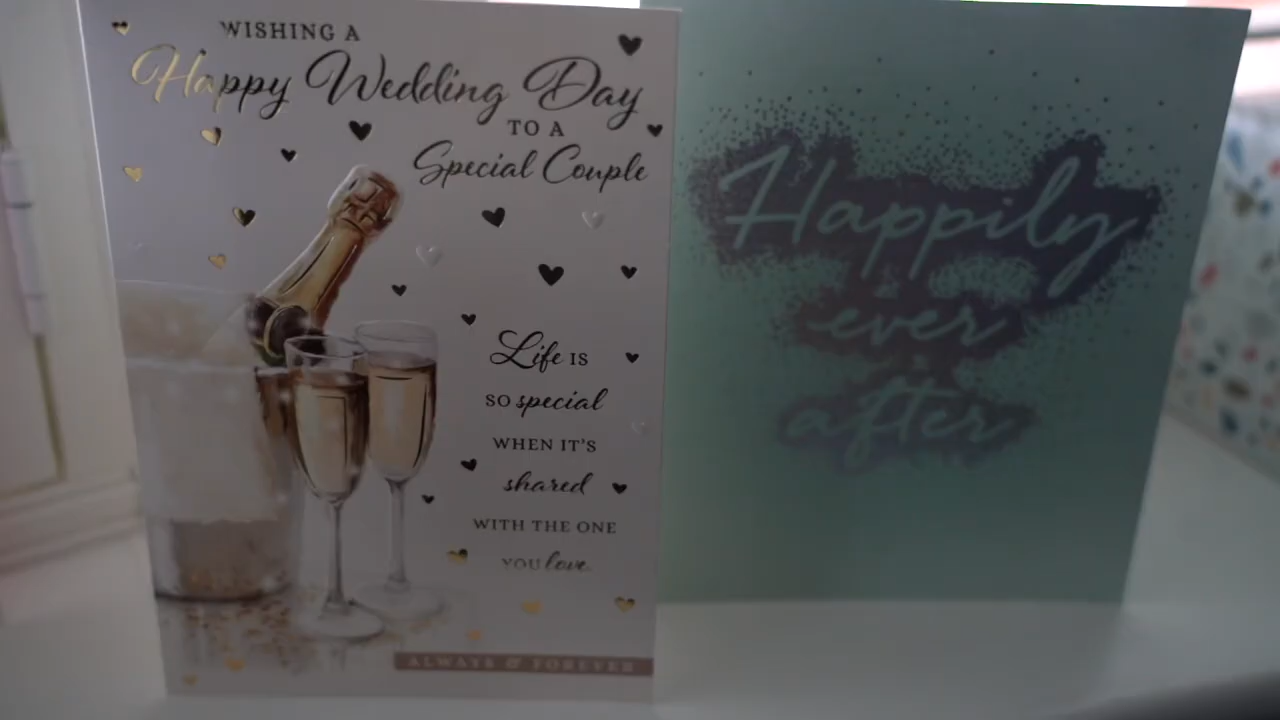 WISHING A
Happy Wedding Day
TO A
Special Couple
Life IS
SO special
WHEN IT'S
shared
WITH THE ONE
YOU love.
ALWAYS & FOREVER
Happily
ever
after